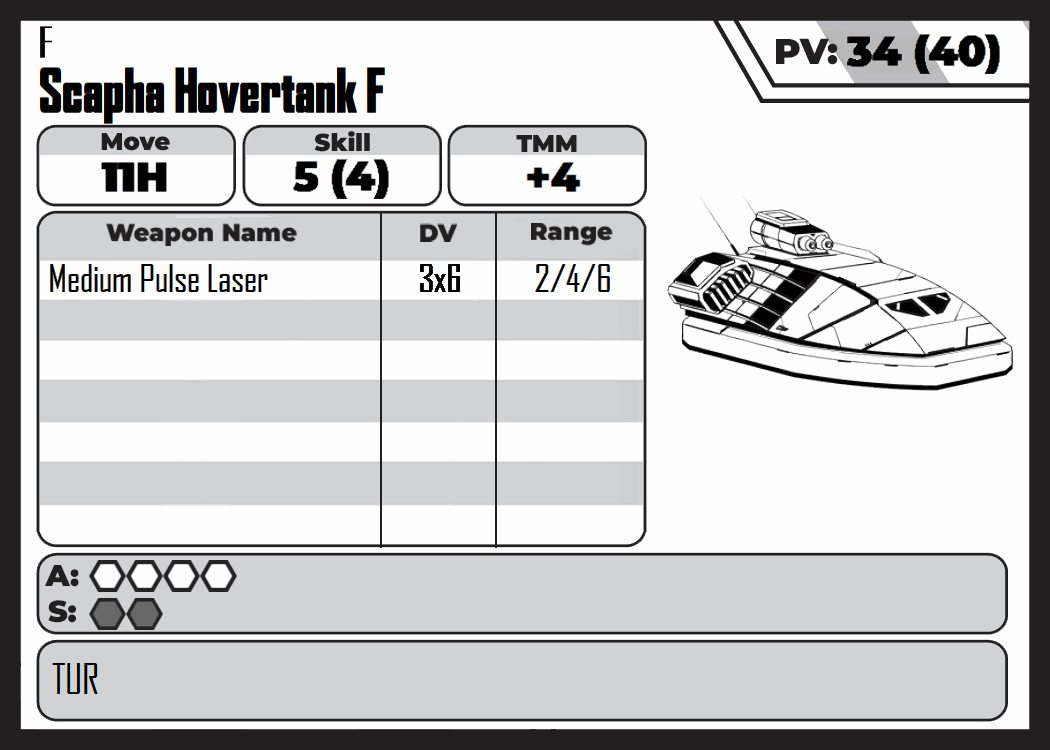 F
Scapha Hovertank F
PV: 34 (40)
Move Skill TMM
11H 5 (4) +4
Weapon Name DV Range
Medium Pulse Laser 3x6 2/4/6
A:
S:
TUR